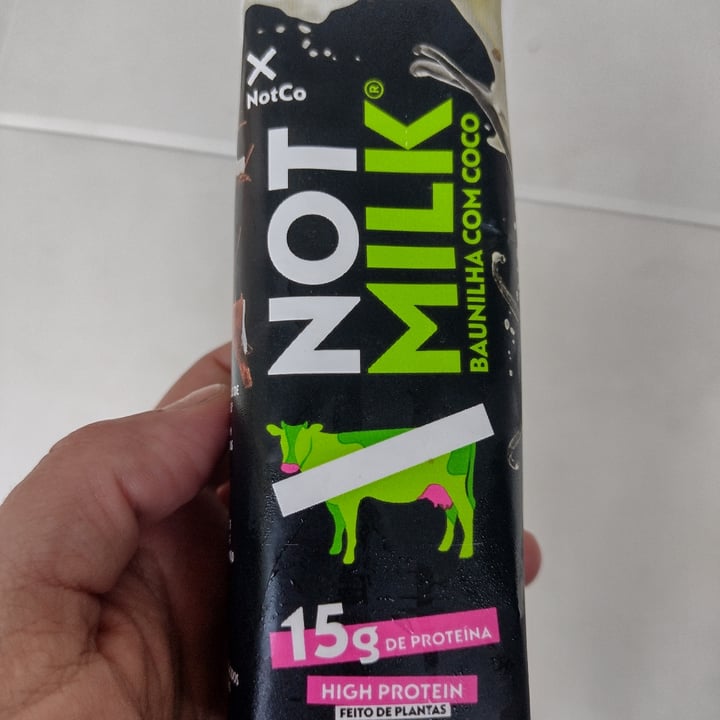 NotCo
NOT
MILK®
BAUNILHA COM COCO
15g DE PROTEÍNA
HIGH PROTEIN
FEITO DE PLANTAS